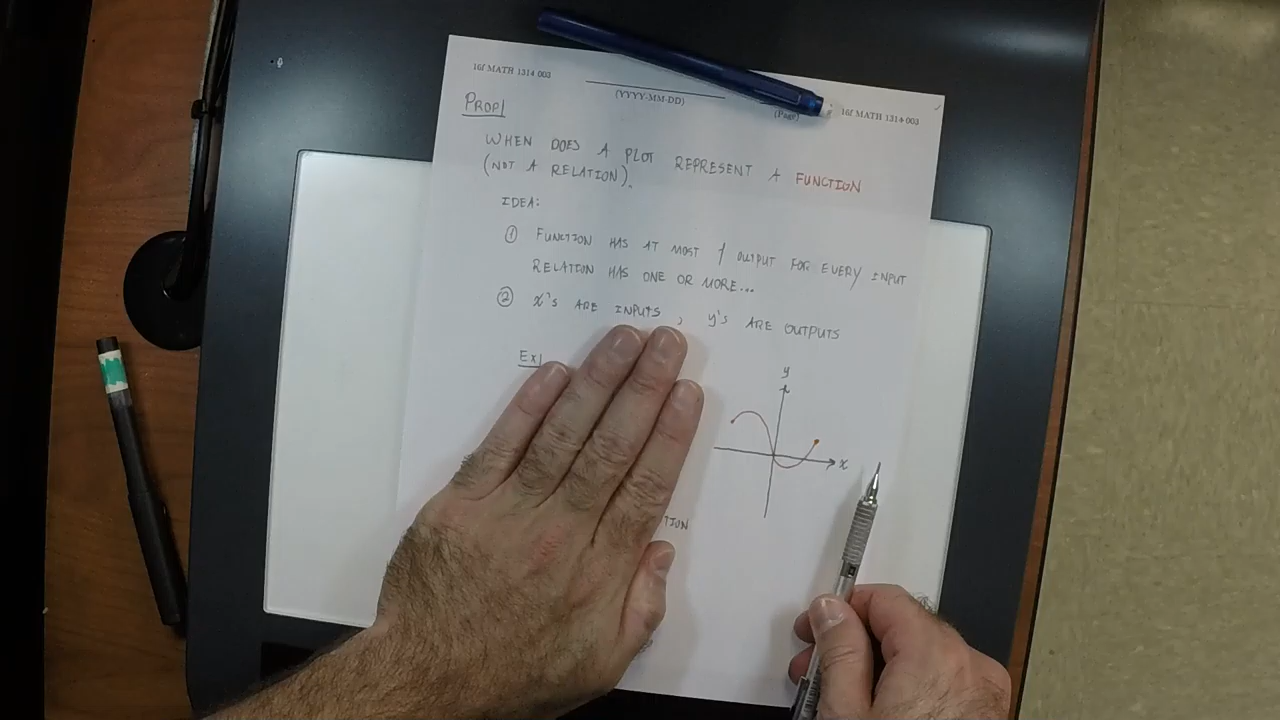 16f MATH 1314 003
(YYYY-MM-DD)
(Page)
16f MATH 1314 003
PROP1
WHEN DOES A PLOT REPRESENT A FUNCTION
(NOT A RELATION).
IDEA:
① FUNCTION HAS AT MOST 1 OUTPUT FOR EVERY INPUT
RELATION HAS ONE OR MORE...
② x's ARE INPUTS, y's ARE OUTPUTS
EX1
y
x
TION